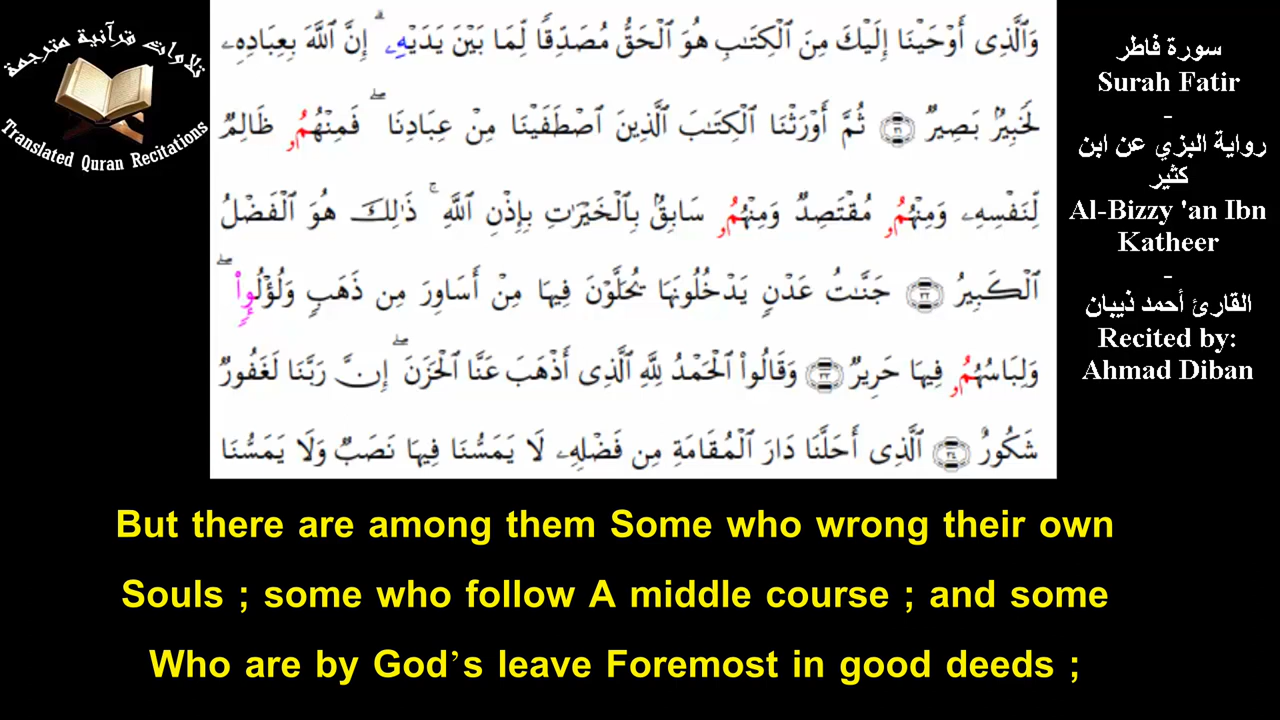 تلاوات قرآنية مترجمة
Translated Quran Recitations
وَٱلَّذِىٓ أَوْحَيْنَآ إِلَيْكَ مِنَ ٱلْكِتَٰبِ هُوَ ٱلْحَقُّ مُصَدِّقًا لِّمَا بَيْنَ يَدَيْهِۦ ۗ إِنَّ ٱللَّهَ بِعِبَادِهِۦ
لَخَبِيرٌۢ بَصِيرٌ ٣١ ثُمَّ أَوْرَثْنَا ٱلْكِتَٰبَ ٱلَّذِينَ ٱصْطَفَيْنَا مِنْ عِبَادِنَا ۖ فَمِنْهُمُۥ ظَالِمٌ
لِّنَفْسِهِۦ وَمِنْهُمُۥ مُقْتَصِدٌ وَمِنْهُمُۥ سَابِقٌۢ بِٱلْخَيْرَٰتِ بِإِذْنِ ٱللَّهِ ۚ ذَٰلِكَ هُوَ ٱلْفَضْلُ
ٱلْكَبِيرُ ٣٢ جَنَّٰتُ عَدْنٍ يَدْخُلُونَهَا يُحَلَّوْنَ فِيهَا مِنْ أَسَاوِرَ مِن ذَهَبٍ وَلُؤْلُوٍٕا۟ ۖ
وَلِبَاسُهُمُۥ فِيهَا حَرِيرٌ ٣٣ وَقَالُوا۟ ٱلْحَمْدُ لِلَّهِ ٱلَّذِىٓ أَذْهَبَ عَنَّا ٱلْحَزَنَ ۖ إِنَّ رَبَّنَا لَغَفُورٌ
شَكُورٌ ٣٤ ٱلَّذِىٓ أَحَلَّنَا دَارَ ٱلْمُقَامَةِ مِن فَضْلِهِۦ لَا يَمَسُّنَا فِيهَا نَصَبٌ وَلَا يَمَسُّنَا
سورة فاطر
Surah Fatir
-
رواية البزي عن ابن
كثير
Al-Bizzy 'an Ibn
Katheer
-
القارئ أحمد ذيبان
Recited by:
Ahmad Diban
But there are among them Some who wrong their own
Souls ; some who follow A middle course ; and some
Who are by God’s leave Foremost in good deeds ;